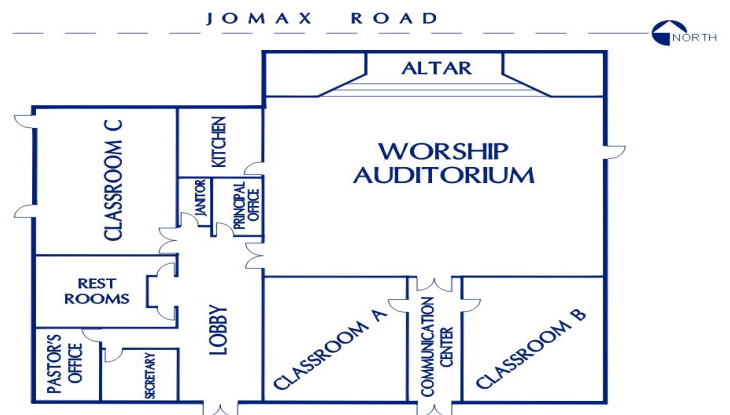 JOMAX ROAD
NORTH
ALTAR
WORSHIP
AUDITORIUM
KITCHEN
CLASSROOM C
JANITOR
PRINCIPAL
OFFICE
REST
ROOMS
LOBBY
PASTOR'S
OFFICE
SECRETARY
CLASSROOM A
COMMUNICATION
CENTER
CLASSROOM B